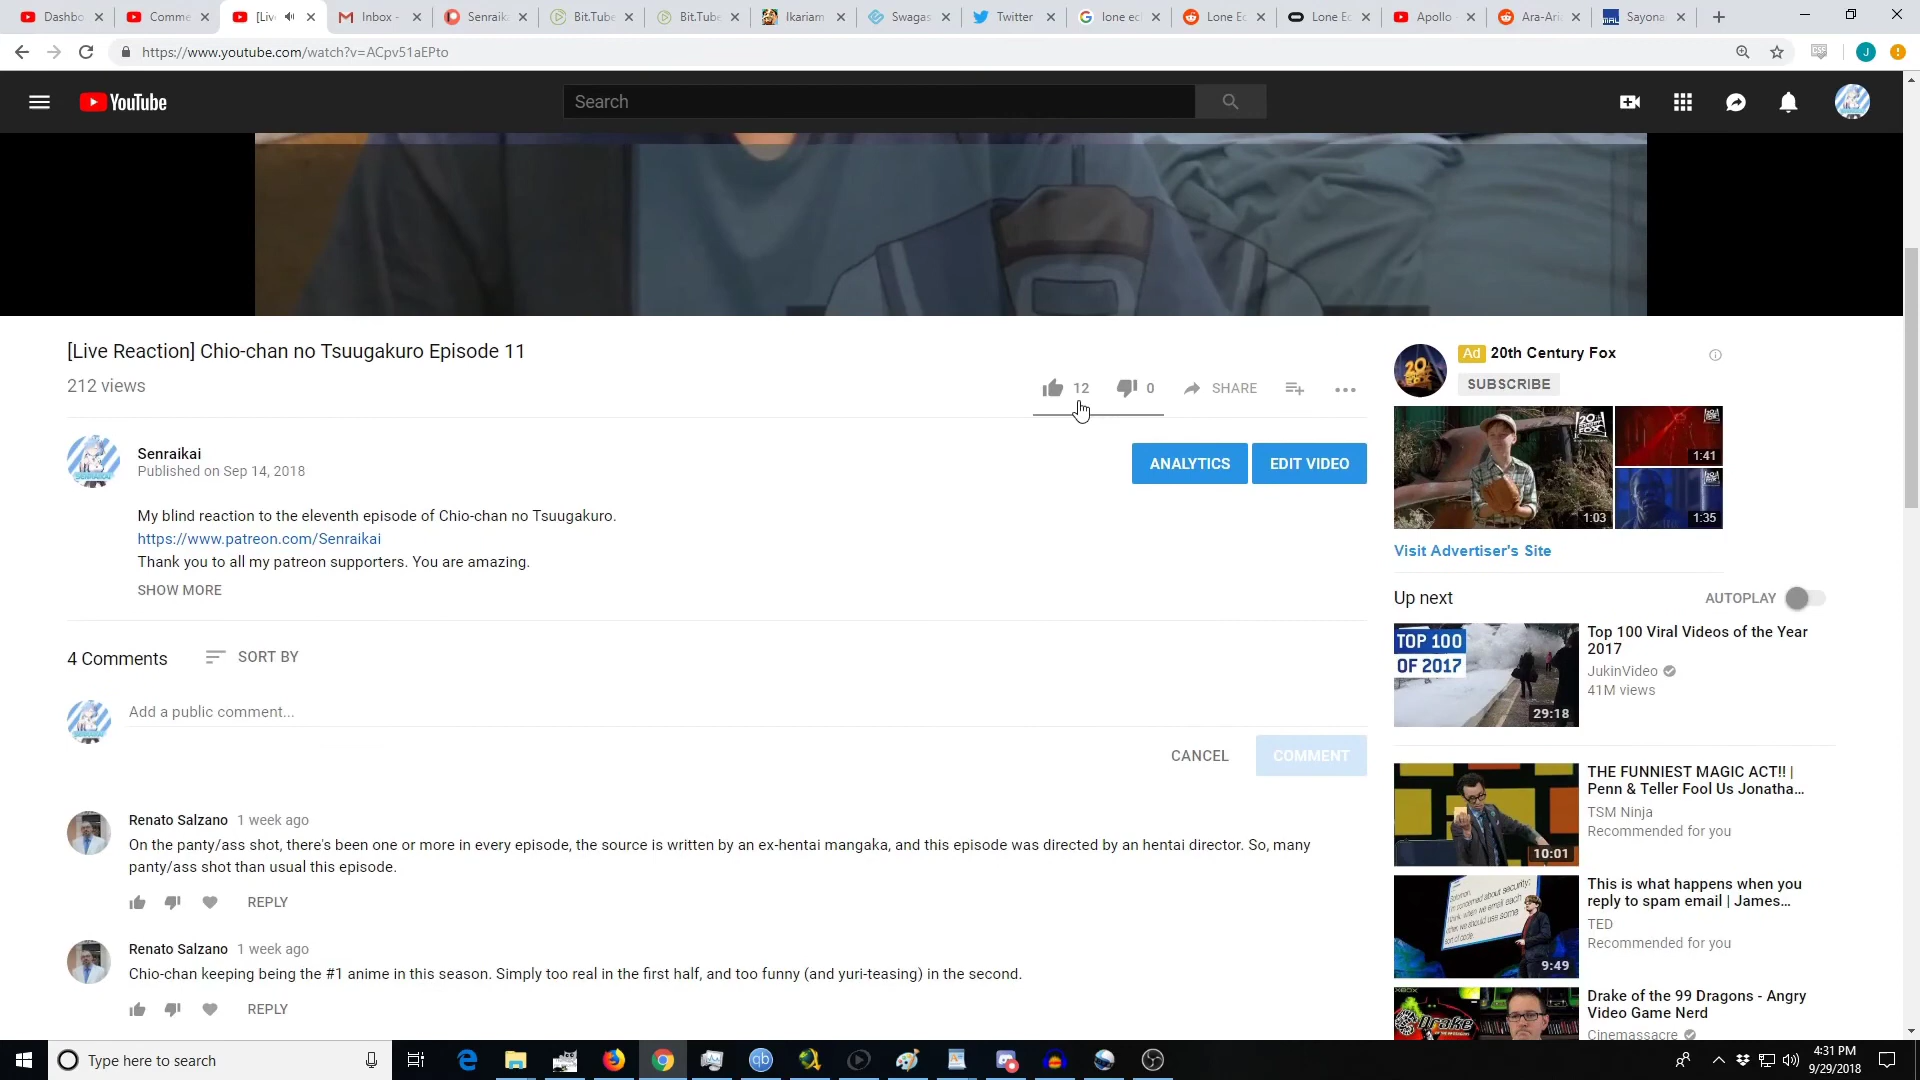 Dashbo
Comme
[Liv
Inbox -
Senraik
Bit.Tube
Bit.Tube
Ikariam
Swagas
Twitter
lone ec
Lone Ec
Lone Ec
Apollo
Ara-Ari
Sayona
https://www.youtube.com/watch?v=ACpv51aEPto
J
YouTube
Search
[Live Reaction] Chio-chan no Tsuugakuro Episode 11
212 views
12
0
SHARE
Senraikai
Published on Sep 14, 2018
ANALYTICS
EDIT VIDEO
My blind reaction to the eleventh episode of Chio-chan no Tsuugakuro.
https://www.patreon.com/Senraikai
Thank you to all my patreon supporters. You are amazing.
SHOW MORE
4 Comments
SORT BY
Add a public comment...
CANCEL
COMMENT
Renato Salzano 1 week ago
On the panty/ass shot, there's been one or more in every episode, the source is written by an ex-hentai mangaka, and this episode was directed by an hentai director. So, many
panty/ass shot than usual this episode.
REPLY
Renato Salzano 1 week ago
Chio-chan keeping being the #1 anime in this season. Simply too real in the first half, and too funny (and yuri-teasing) in the second.
REPLY
Ad 20th Century Fox
SUBSCRIBE
1:03
1:41
1:35
Visit Advertiser's Site
Up next
AUTOPLAY
TOP 100
OF 2017
29:18
Top 100 Viral Videos of the Year
2017
JukinVideo
41M views
10:01
THE FUNNIEST MAGIC ACT!! |
Penn & Teller Fool Us Jonatha...
TSM Ninja
Recommended for you
9:49
This is what happens when you
reply to spam email | James...
TED
Recommended for you
Drake of the 99 Dragons - Angry
Video Game Nerd
Cinemassacre
Type here to search
qb
4:31 PM
9/29/2018